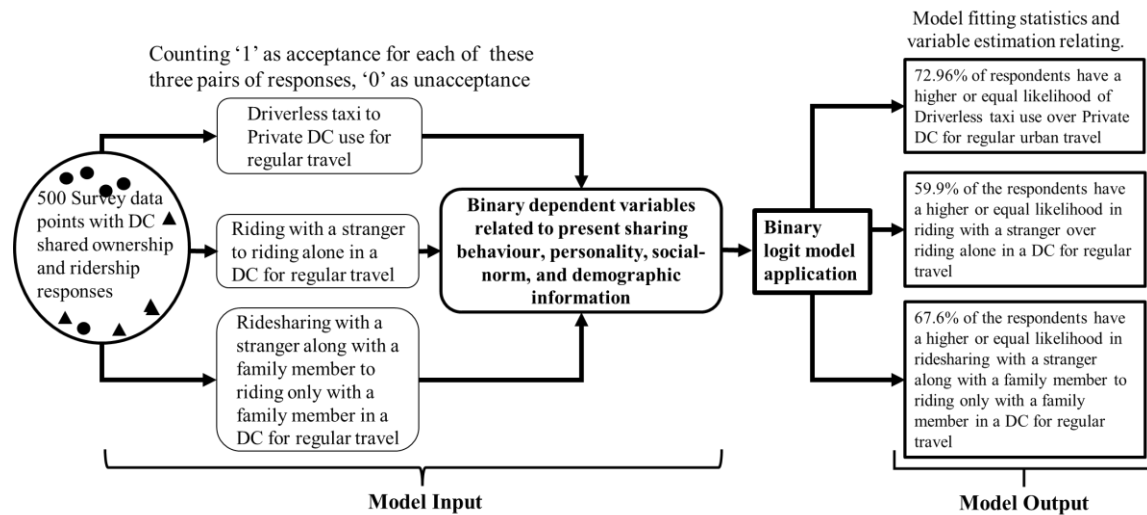 Counting ‘1’ as acceptance for each of these
three pairs of responses, ‘0’ as unacceptance
500 Survey data
points with DC
shared ownership
and ridership
responses
Driverless taxi to
Private DC use for
regular travel
Riding with a stranger
to riding alone in a
DC for regular travel
Ridesharing with a
stranger along with a
family member to
riding only with a
family member in a
DC for regular travel
Binary dependent variables
related to present sharing
behaviour, personality, social-
norm, and demographic
information
Binary
logit model
application
Model fitting statistics and
variable estimation relating.
72.96% of respondents have a
higher or equal likelihood of
Driverless taxi use over Private
DC for regular urban travel
59.9% of the respondents have
a higher or equal likelihood in
riding with a stranger over
riding alone in a DC for regular
travel
67.6% of the respondents have
a higher or equal likelihood in
ridesharing with a stranger
along with a family member to
riding only with a family
member in a DC for regular
travel
Model Input
Model Output